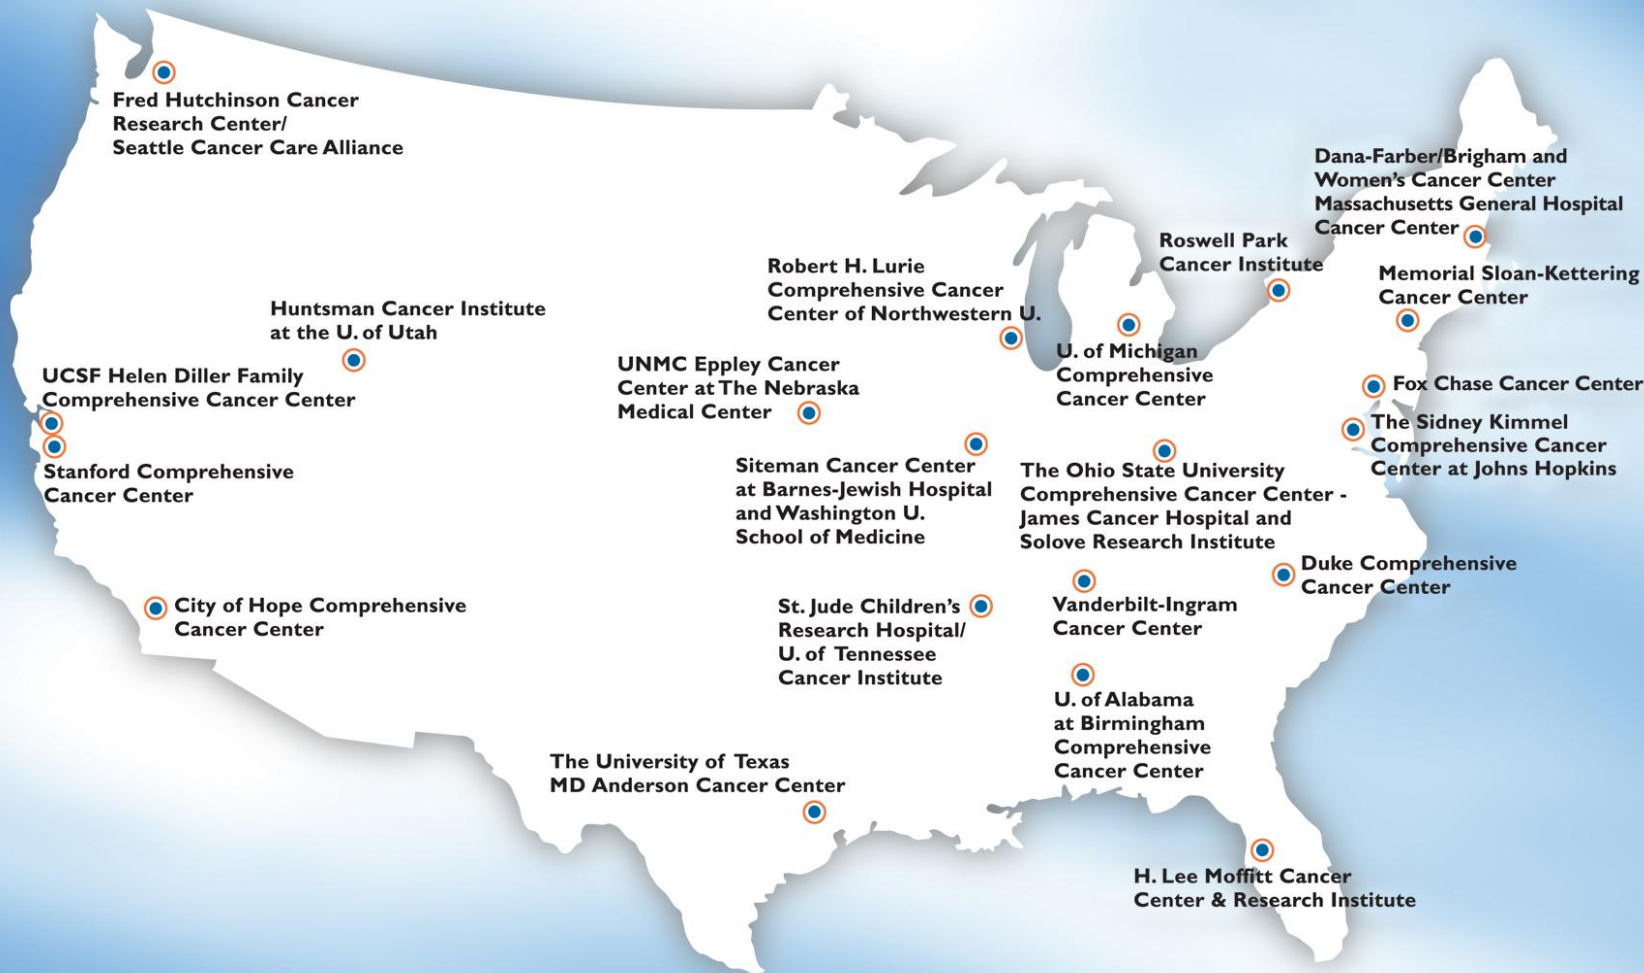 Fred Hutchinson Cancer
Research Center/
Seattle Cancer Care Alliance
Dana-Farber/Brigham and
Women's Cancer Center
Massachusetts General Hospital
Cancer Center
Roswell Park
Cancer Institute
Memorial Sloan-Kettering
Cancer Center
Robert H. Lurie
Comprehensive Cancer
Center of Northwestern U.
Huntsman Cancer Institute
at the U. of Utah
U. of Michigan
Comprehensive
Cancer Center
UNMC Eppley Cancer
Center at The Nebraska
Medical Center
UCSF Helen Diller Family
Comprehensive Cancer Center
Fox Chase Cancer Center
The Sidney Kimmel
Comprehensive Cancer
Center at Johns Hopkins
Stanford Comprehensive
Cancer Center
Siteman Cancer Center
at Barnes-Jewish Hospital
and Washington U.
School of Medicine
The Ohio State University
Comprehensive Cancer Center -
James Cancer Hospital and
Solove Research Institute
Duke Comprehensive
Cancer Center
City of Hope Comprehensive
Cancer Center
St. Jude Children's
Research Hospital/
U. of Tennessee
Cancer Institute
Vanderbilt-Ingram
Cancer Center
U. of Alabama
at Birmingham
Comprehensive
Cancer Center
The University of Texas
MD Anderson Cancer Center
H. Lee Moffitt Cancer
Center & Research Institute